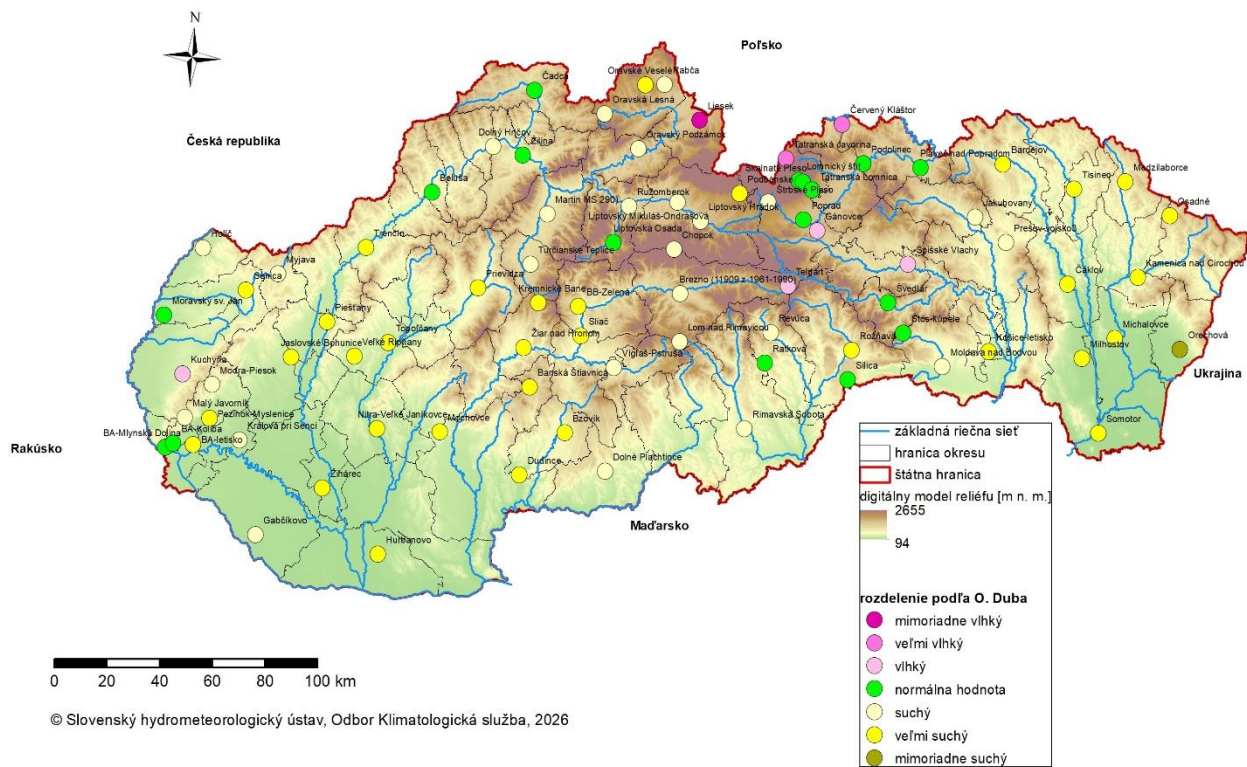 N
Poľsko
Česká republika
Rakúsko
Maďarsko
Ukrajina
Čadca
Oravské Veselé
Rabča
Oravská Lesná
Liesek
Dolný Hričov
Žilina
Oravský Podzámok
Červený Kláštor
Tatranská Javorina
Podolínec
Plaveč nad Popradom
Bardejov
Skalnaté Pleso
Lomnický štít
Podbanské
Tatranská Lomnica
Štrbské Pleso
Tisinec
Medzilaborce
Beluša
Ružomberok
Martin MS 290)
Liptovský Mikuláš-Ondrašová
Liptovský Hrádok
Poprad
Gánovce
Jakubovany
Osadné
Liptovská Osada
Chopok
Prešov-vojsko
Trenčín
Turčianske Teplice
Holíč
Myjava
Senica
Spišské Vlachy
Kamenica nad Cirochou
Čaklov
Prievidza
Kremnické Bane
BB-Zelená
Brezno (11909 z 1961-1990)
Telgárt
Moravský sv. Ján
Piešťany
Topoľčany
Sliač
Švedlár
Štós-kúpele
Jaslovské Bohunice
Veľké Ripňany
Žiar nad Hronom
Lom nad Rimavicou
Revúca
Ratková
Rožňava
Košice-letisko
Moldava nad Bodvou
Michalovce
Milhostov
Orechová
Kuchyňa
Modra-Piesok
Banská Štiavnica
Vígľaš-Pstruša
Silica
Malý Javorník
Pezinok-Myslenice
Kráľová pri Senci
Nitra-Veľké Janíkovce
Mochovce
Bzovík
Rimavská Sobota
BA-Mlynská Dolina
BA-Koliba
BA-letisko
Somotor
Žihárec
Dudince
Dolné Plachtince
Gabčíkovo
Hurbanovo
základná riečna sieť
hranica okresu
štátna hranica
digitálny model reliéfu [m n. m.]
2655
94
rozdelenie podľa O. Duba
mimoriadne vlhký
veľmi vlhký
vlhký
normálna hodnota
suchý
veľmi suchý
mimoriadne suchý
0 20 40 60 80 100 km
© Slovenský hydrometeorologický ústav, Odbor Klimatologická služba, 2026